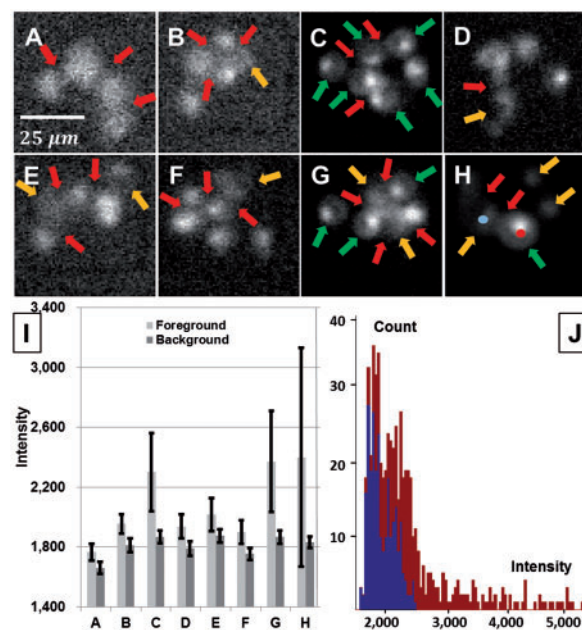 A B C D
25 μm
E F G H
I
3,400
3,000
2,600
2,200
1,800
1,400
Intensity
Foreground
Background
A B C D E F G H
J
Count
40
30
20
10
Intensity
2,000 3,000 4,000 5,000